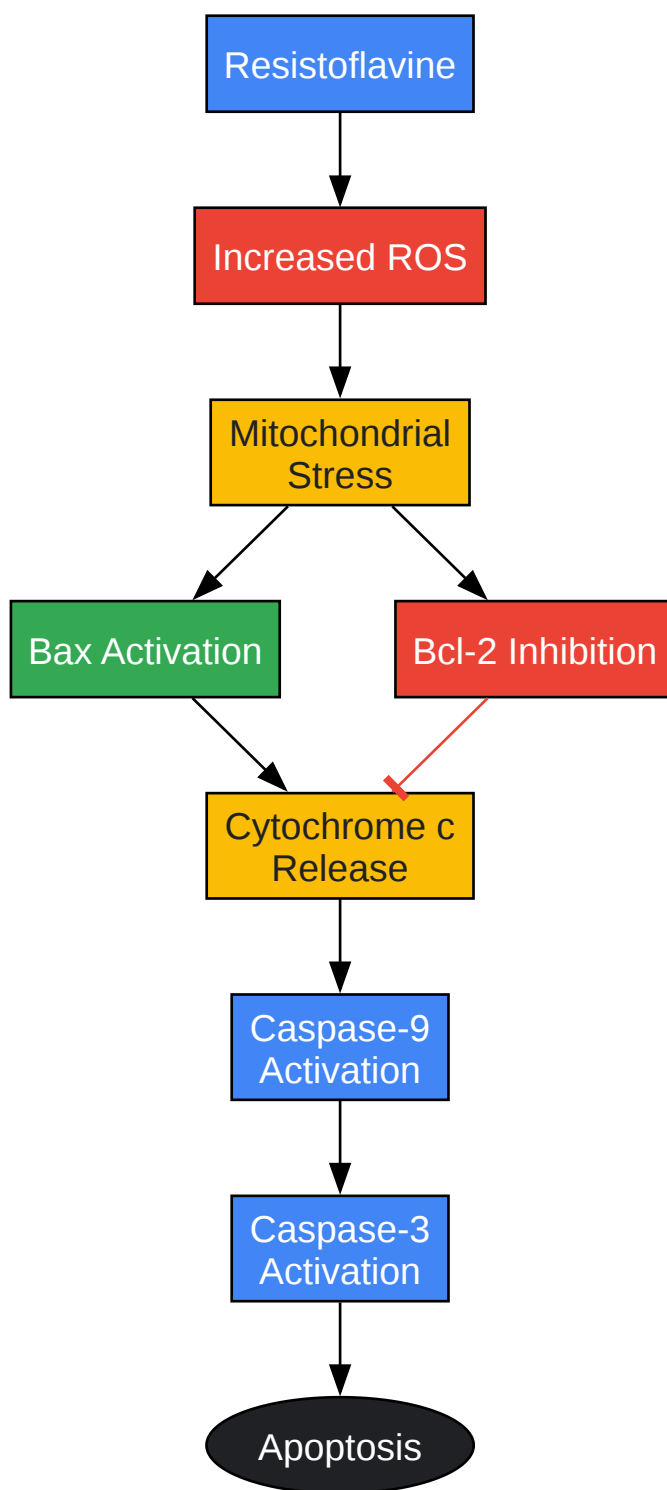 Resistoflavine
Increased ROS
Mitochondrial
Stress
Bax Activation
Bcl-2 Inhibition
Cytochrome c
Release
Caspase-9
Activation
Caspase-3
Activation
Apoptosis